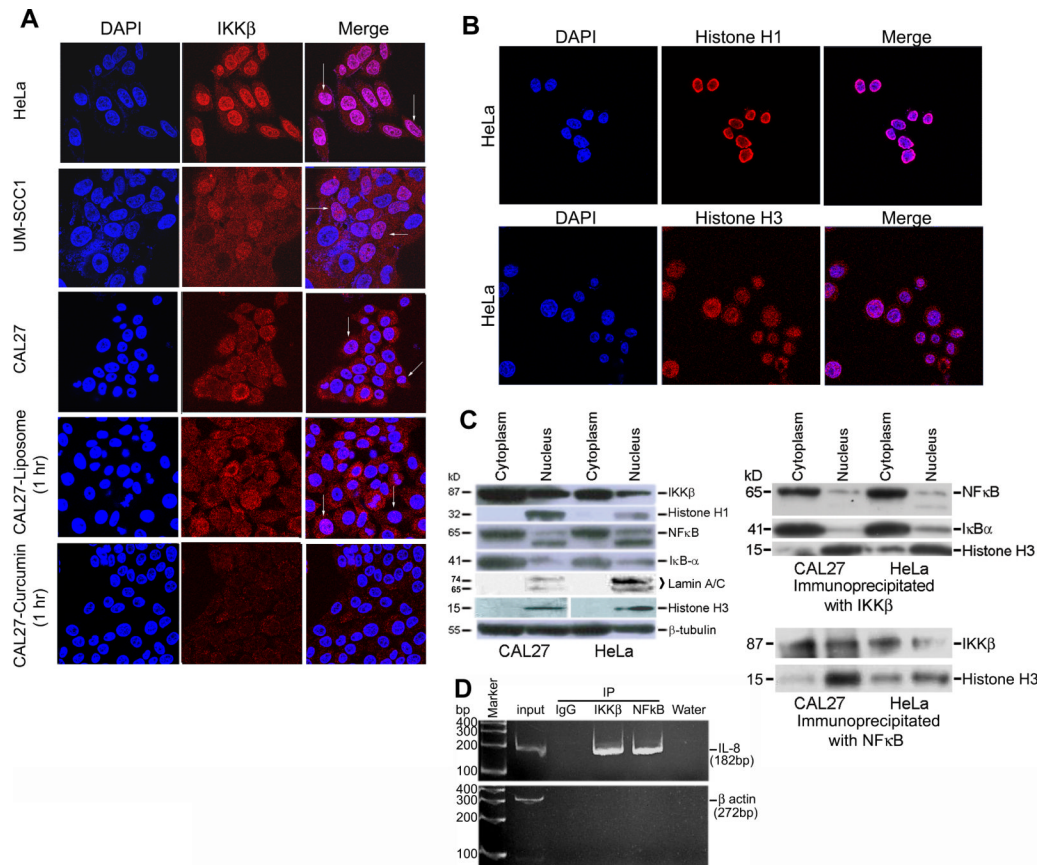 A
DAPI IKKβ Merge
HeLa
UM-SCC1
CAL27
CAL27-Liposome
(1 hr)
CAL27-Curcumin
(1 hr)
B
DAPI Histone H1 Merge
HeLa
DAPI Histone H3 Merge
HeLa
C
Cytoplasm Nucleus Cytoplasm Nucleus
kD
87 IKKβ
32 Histone H1
65 NFκB
41 IκB-α
74
65 Lamin A/C
15 Histone H3
55 β-tubulin
CAL27 HeLa
Cytoplasm Nucleus Cytoplasm Nucleus
kD
65 NFκB
41 IκBα
15 Histone H3
CAL27 HeLa
Immunoprecipitated
with IKKβ
87 IKKβ
15 Histone H3
CAL27 HeLa
Immunoprecipitated
with NFκB
D
IP
bp Marker input IgG IKKβ NFkB Water
400
300
200
100
IL-8
(182bp)
400
300
200
100
β actin
(272bp)